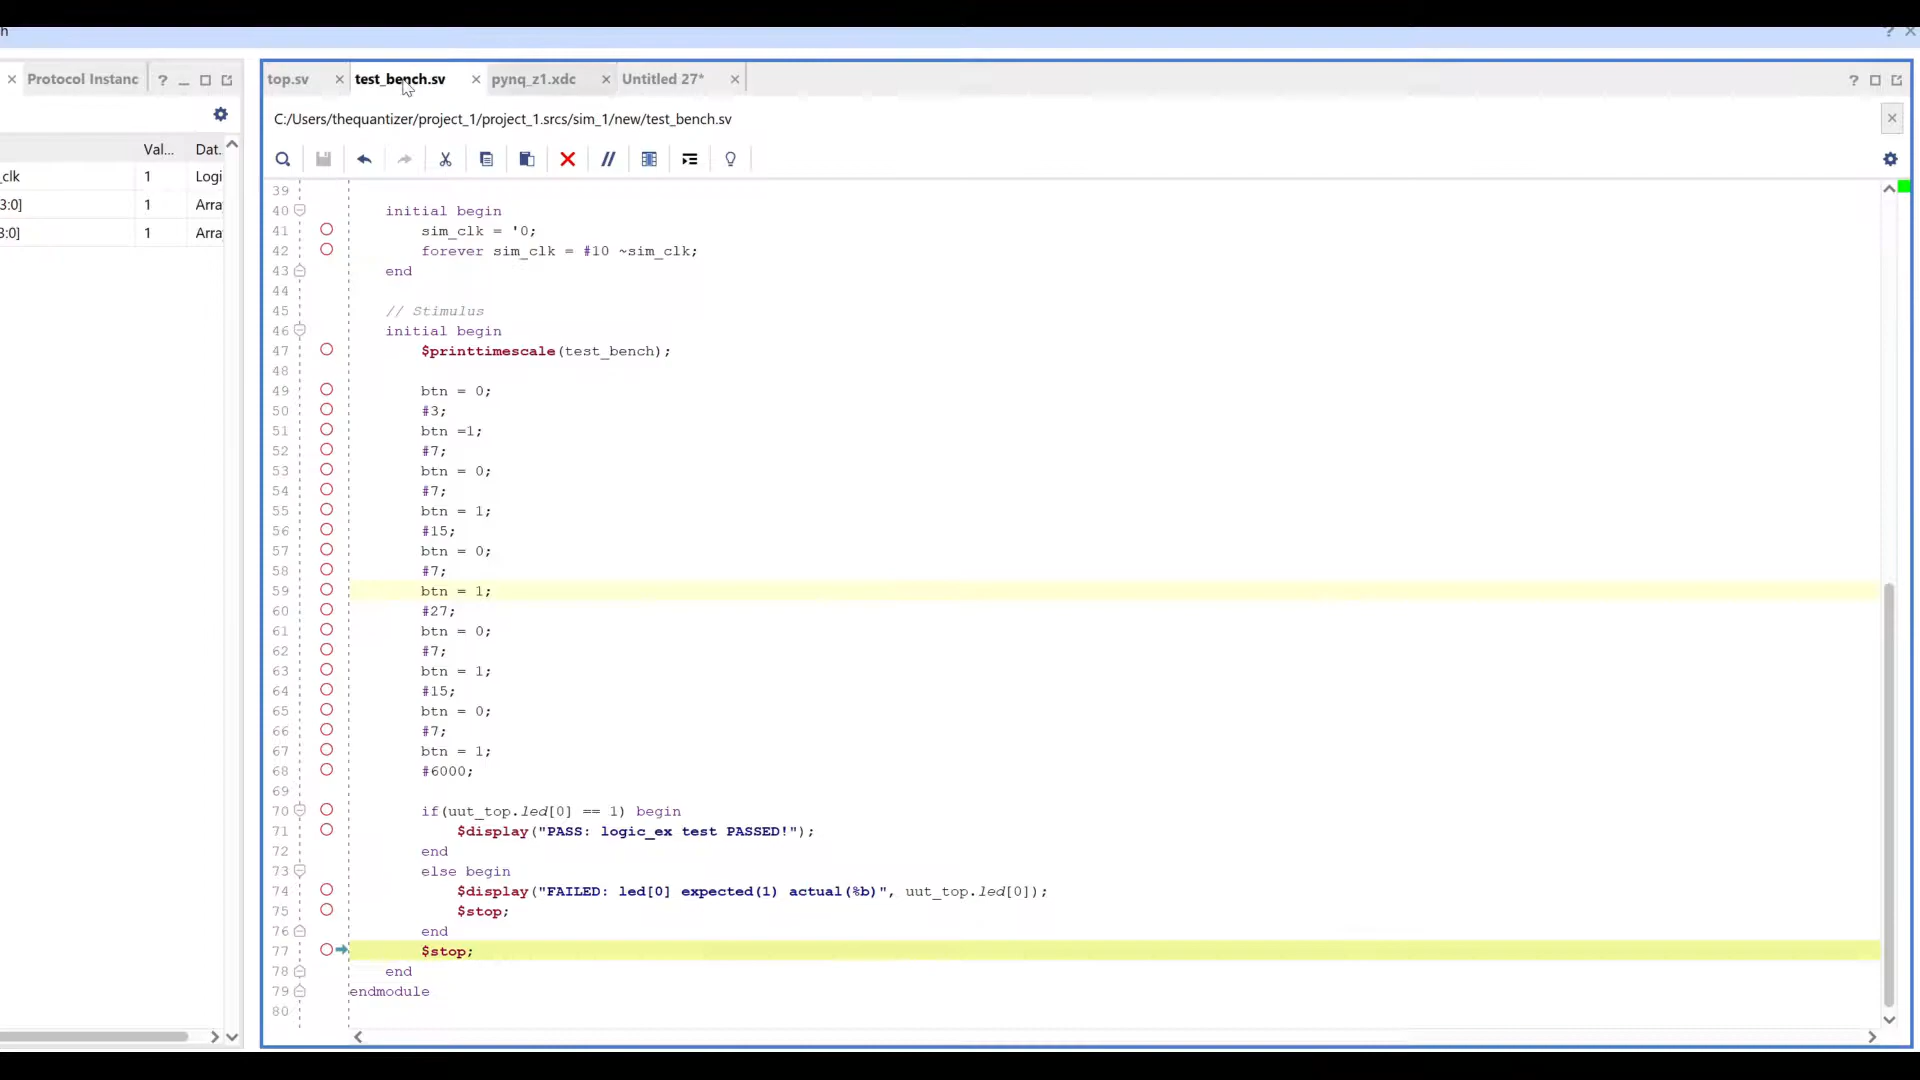 h
Protocol Instanc
top.sv
test_bench.sv
pynq_z1.xdc
Untitled 27*
C:/Users/thequantizer/project_1/project_1.srcs/sim_1/new/test_bench.sv
Val... Dat.
_clk 1 Logi
3:0] 1 Arra
3:0] 1 Arra
39
40 initial begin
41 sim_clk = '0;
42 forever sim_clk = #10 ~sim_clk;
43 end
44
45 // Stimulus
46 initial begin
47 $printtimescale(test_bench);
48
49 btn = 0;
50 #3;
51 btn =1;
52 #7;
53 btn = 0;
54 #7;
55 btn = 1;
56 #15;
57 btn = 0;
58 #7;
59 btn = 1;
60 #27;
61 btn = 0;
62 #7;
63 btn = 1;
64 #15;
65 btn = 0;
66 #7;
67 btn = 1;
68 #6000;
69
70 if(uut_top.led[0] == 1) begin
71 $display("PASS: logic_ex test PASSED!");
72 end
73 else begin
74 $display("FAILED: led[0] expected(1) actual(%b)", uut_top.led[0]);
75 $stop;
76 end
77 $stop;
78 end
79 endmodule
80